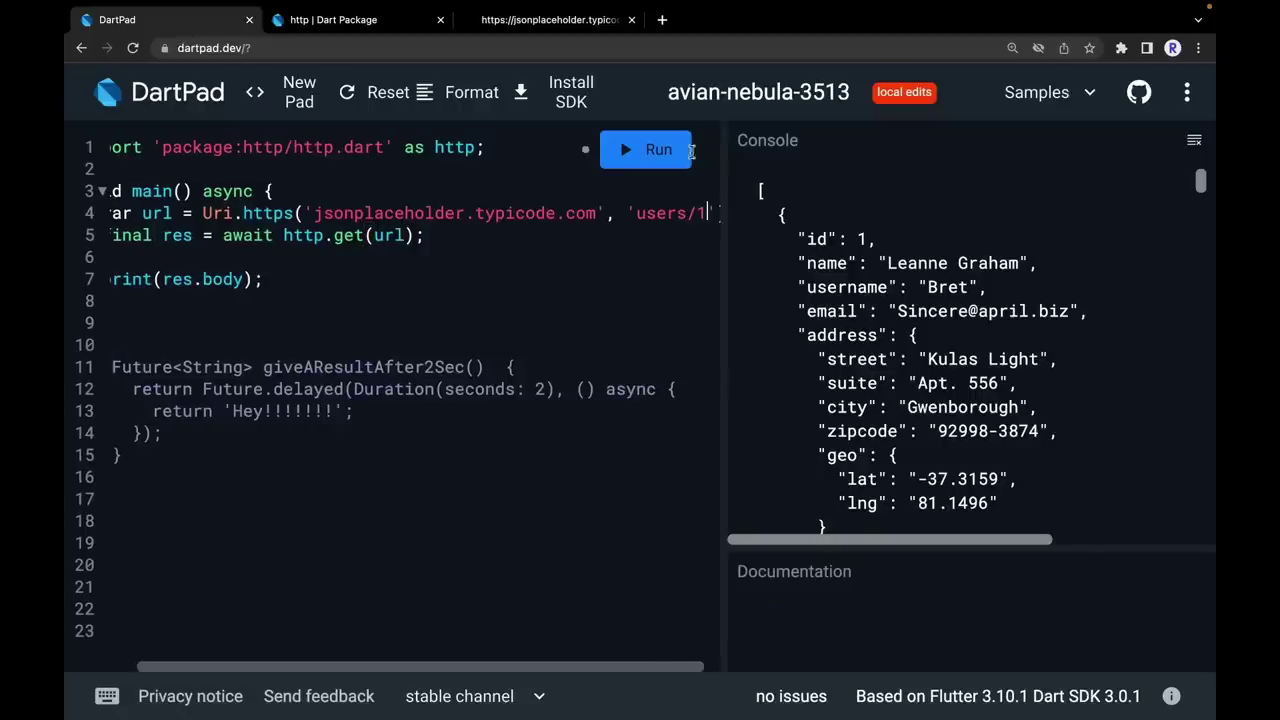 DartPad
http | Dart Package
https://jsonplaceholder.typico
dartpad.dev/?
R
DartPad
<> New Pad
Reset
Format
Install SDK
avian-nebula-3513
local edits
Samples
1 ort 'package:http/http.dart' as http;
2
3 d main() async {
4 ar url = Uri.https('jsonplaceholder.typicode.com', 'users/1'
5 inal res = await http.get(url);
6
7 rint(res.body);
8
9
10
11 Future<String> giveAResultAfter2Sec()  {
12 return Future.delayed(Duration(seconds: 2), () async {
13 return 'Hey!!!!!!!';
14 });
15 }
16
17
18
19
20
21
22
23
Run
Console
[
{
"id": 1,
"name": "Leanne Graham",
"username": "Bret",
"email": "Sincere@april.biz",
"address": {
"street": "Kulas Light",
"suite": "Apt. 556",
"city": "Gwenborough",
"zipcode": "92998-3874",
"geo": {
"lat": "-37.3159",
"lng": "81.1496"
}
Documentation
Privacy notice
Send feedback
stable channel
no issues
Based on Flutter 3.10.1 Dart SDK 3.0.1